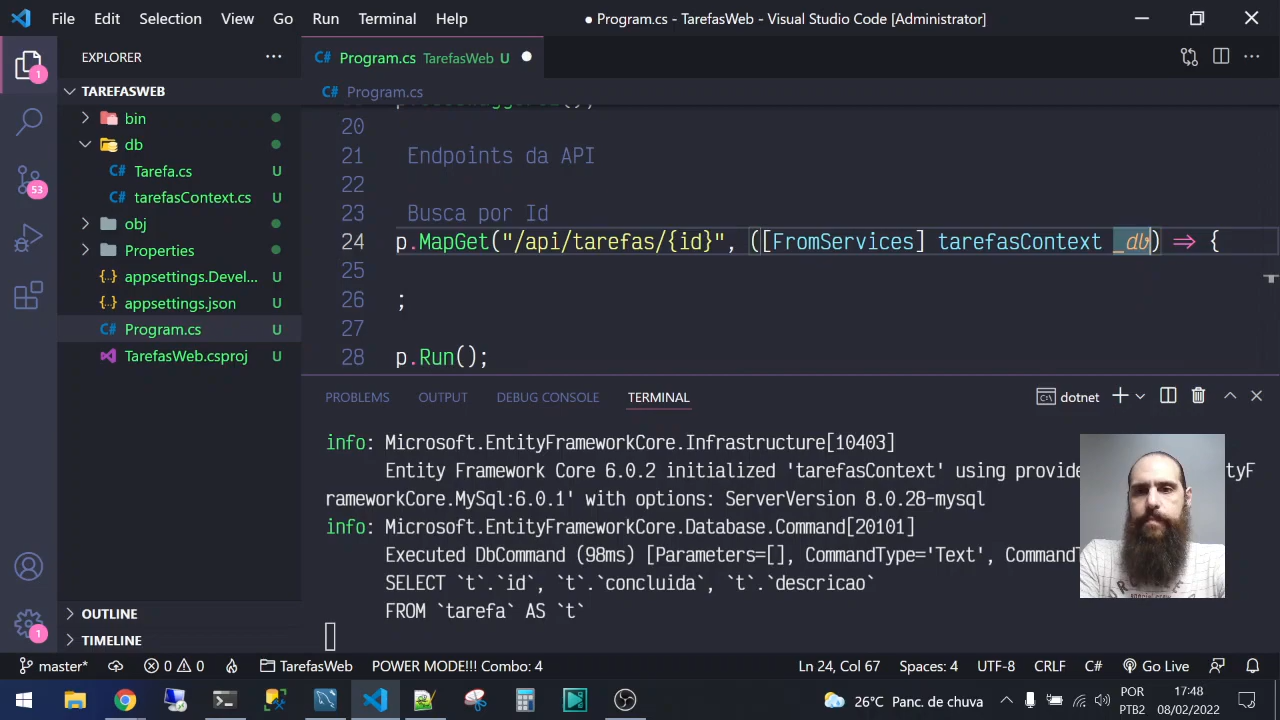 File Edit Selection View Go Run Terminal Help ● Program.cs - TarefasWeb - Visual Studio Code [Administrator]
EXPLORER ···
C# Program.cs TarefasWeb U ●
TAREFASWEB
C# Program.cs
bin
db
C# Tarefa.cs U
C# tarefasContext.cs U
obj
Properties
{..} appsettings.Devel... U
{..} appsettings.json U
C# Program.cs U
TarefasWeb.csproj U
OUTLINE
TIMELINE
1
53
1
20
21 Endpoints da API
22
23 Busca por Id
24 p.MapGet("/api/tarefas/{id}", ([FromServices] tarefasContext _db) => {
25
26 ;
27
28 p.Run();
PROBLEMS OUTPUT DEBUG CONSOLE TERMINAL dotnet
info: Microsoft.EntityFrameworkCore.Infrastructure[10403]
Entity Framework Core 6.0.2 initialized 'tarefasContext' using provide ityF
rameworkCore.MySql:6.0.1' with options: ServerVersion 8.0.28-mysql
info: Microsoft.EntityFrameworkCore.Database.Command[20101]
Executed DbCommand (98ms) [Parameters=[], CommandType='Text', Command
SELECT `t`.`id`, `t`.`concluida`, `t`.`descricao`
FROM `tarefa` AS `t`
master* 0 0 TarefasWeb POWER MODE!!! Combo: 4 Ln 24, Col 67 Spaces: 4 UTF-8 CRLF C# Go Live
26°C Panc. de chuva POR PTB2 17:48 08/02/2022